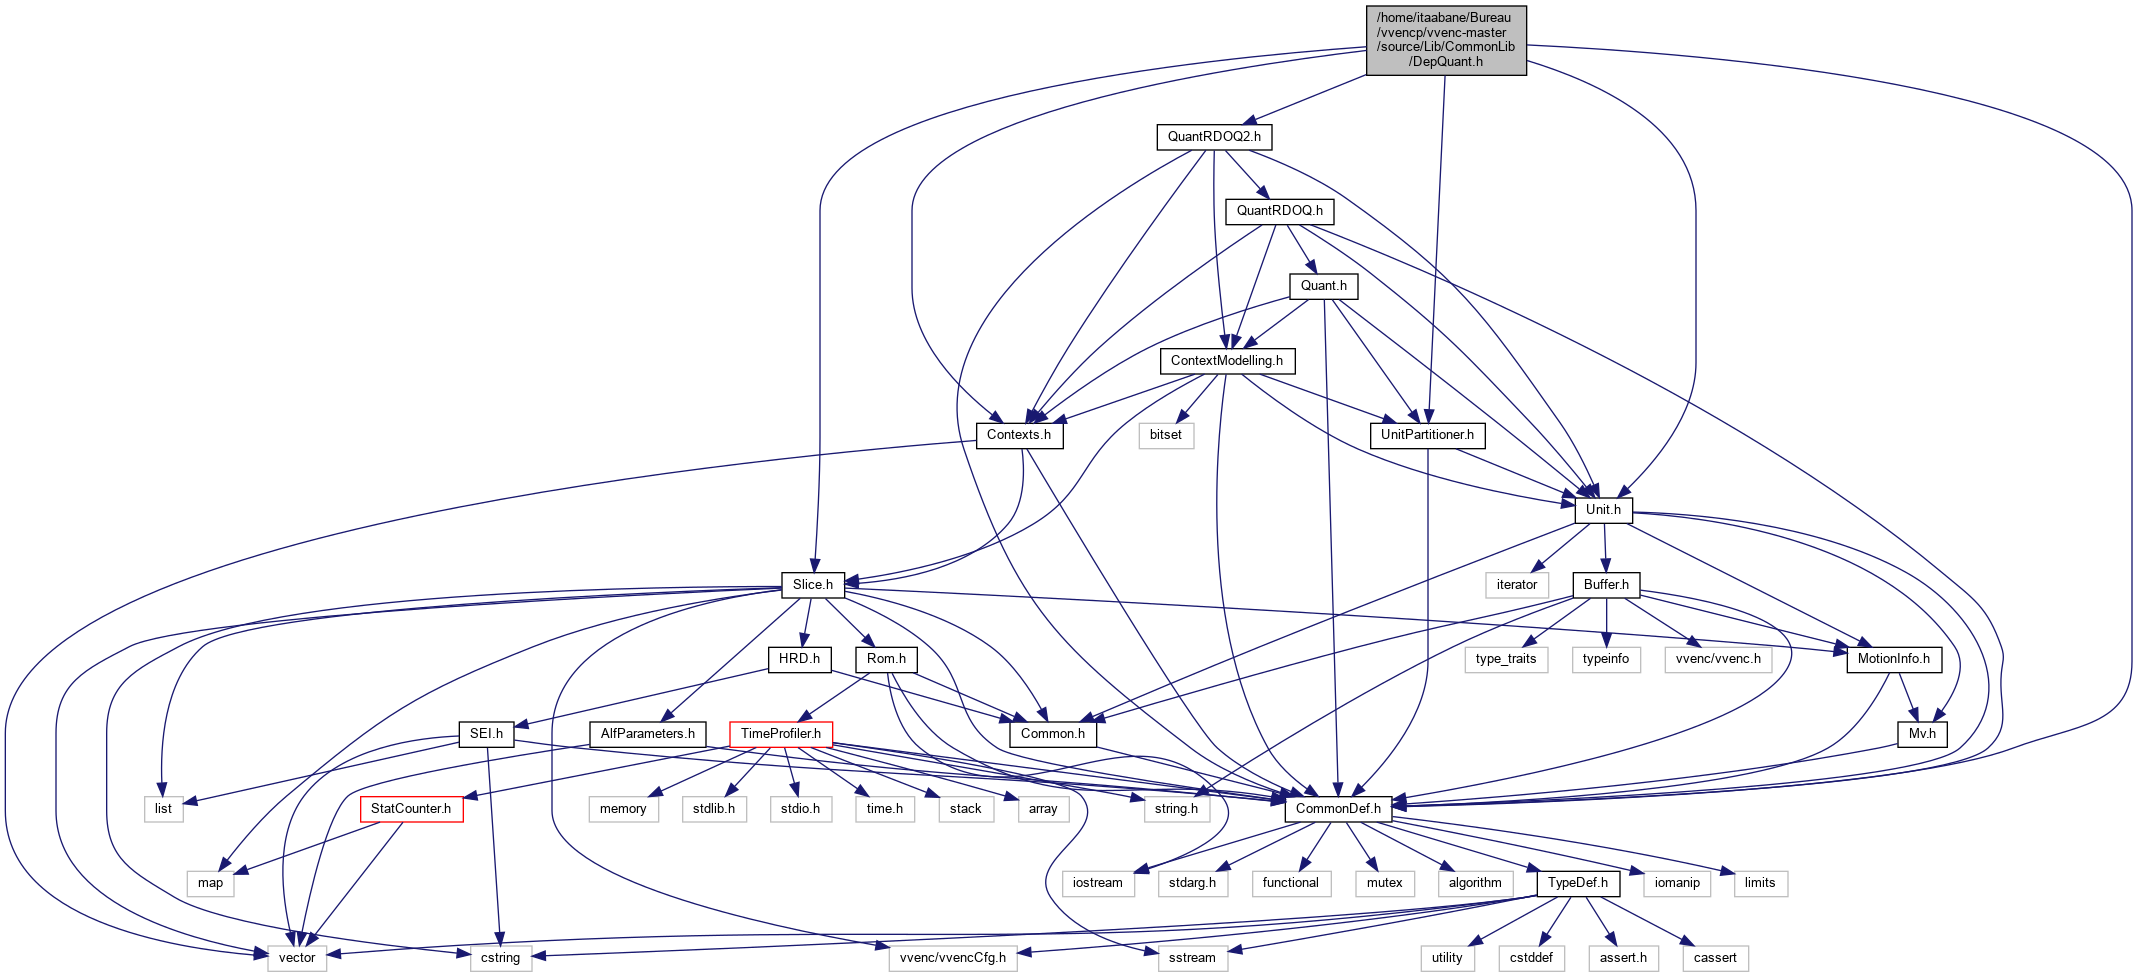 /home/itaabane/Bureau
/vvencp/vvenc-master
/source/Lib/CommonLib
/DepQuant.h
QuantRDOQ2.h
QuantRDOQ.h
Quant.h
ContextModelling.h
Contexts.h
bitset
UnitPartitioner.h
Unit.h
Slice.h
iterator
Buffer.h
HRD.h
Rom.h
type_traits
typeinfo
vvenc/vvenc.h
MotionInfo.h
SEI.h
AlfParameters.h
TimeProfiler.h
Common.h
Mv.h
list
StatCounter.h
memory
stdlib.h
stdio.h
time.h
stack
array
string.h
CommonDef.h
map
iostream
stdarg.h
functional
mutex
algorithm
TypeDef.h
iomanip
limits
vector
cstring
vvenc/vvencCfg.h
sstream
utility
cstddef
assert.h
cassert